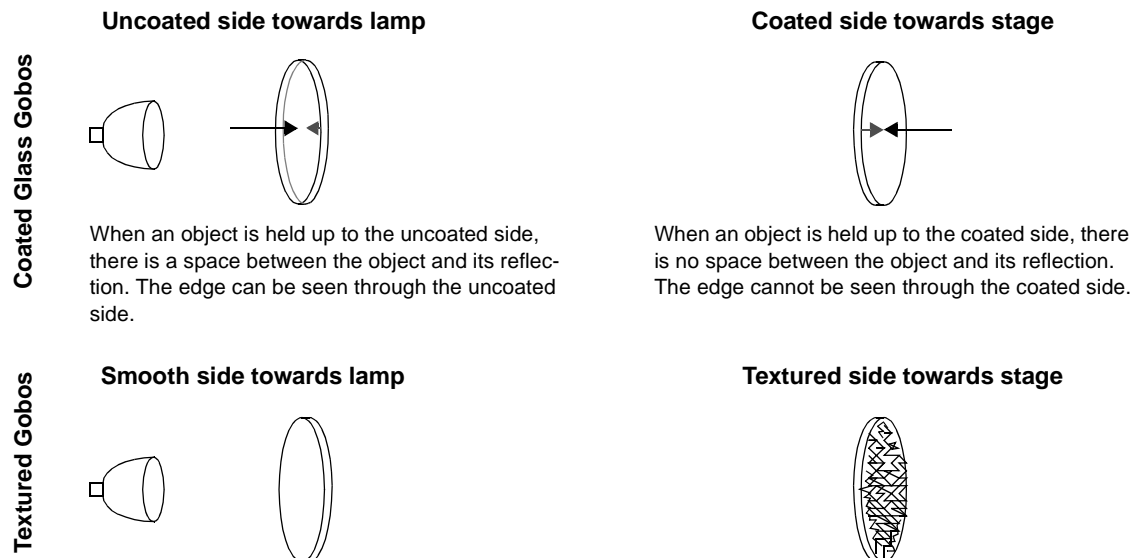 Coated Glass Gobos
Uncoated side towards lamp
When an object is held up to the uncoated side,
there is a space between the object and its reflec-
tion. The edge can be seen through the uncoated
side.
Coated side towards stage
When an object is held up to the coated side, there
is no space between the object and its reflection.
The edge cannot be seen through the coated side.
Textured Gobos
Smooth side towards lamp
Textured side towards stage